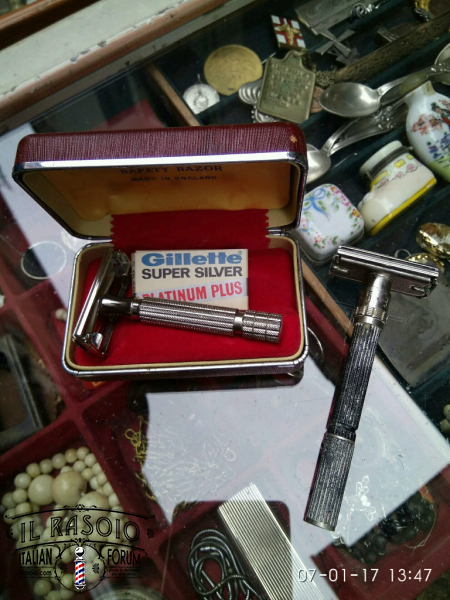 SAFETY RAZOR
MADE IN ENGLAND
Gillette
SUPER SILVER
PLATINUM PLUS
IL RASOIO
ITALIAN FORUM
07-01-17 13:47